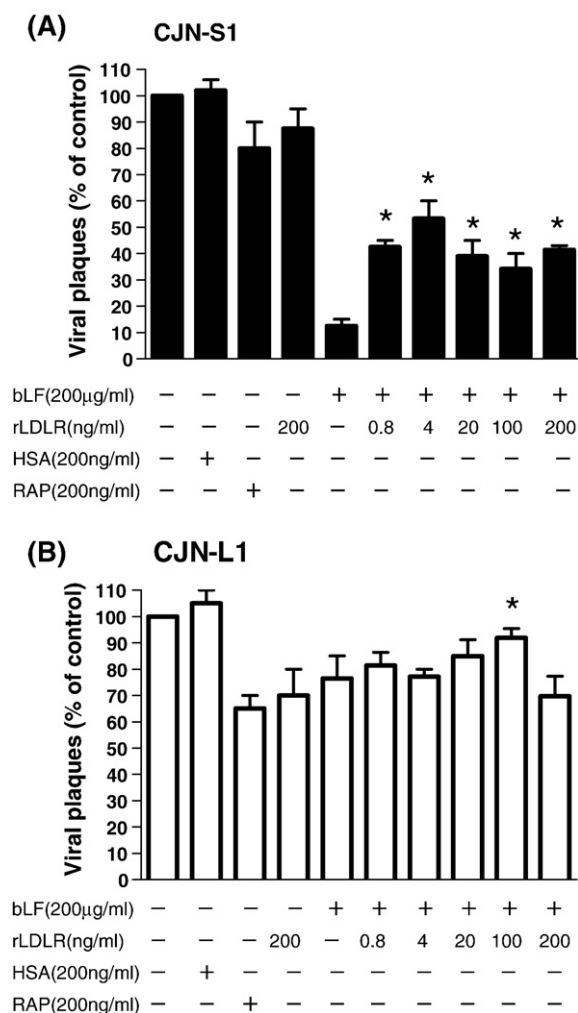 (A) CJN-S1
Viral plaques (% of control)
110
100
90
80
70
60
50
40
30
20
10
0
* * * * *
bLF(200µg/ml) − − − − + + + + + +
rLDLR(ng/ml) − − − 200 − 0.8 4 20 100 200
HSA(200ng/ml) − + − − − − − − − −
RAP(200ng/ml) − − + − − − − − − −
(B) CJN-L1
Viral plaques (% of control)
110
100
90
80
70
60
50
40
30
20
10
0
*
bLF(200µg/ml) − − − − + + + + + +
rLDLR(ng/ml) − − − 200 − 0.8 4 20 100 200
HSA(200ng/ml) − + − − − − − − − −
RAP(200ng/ml) − − + − − − − − − −